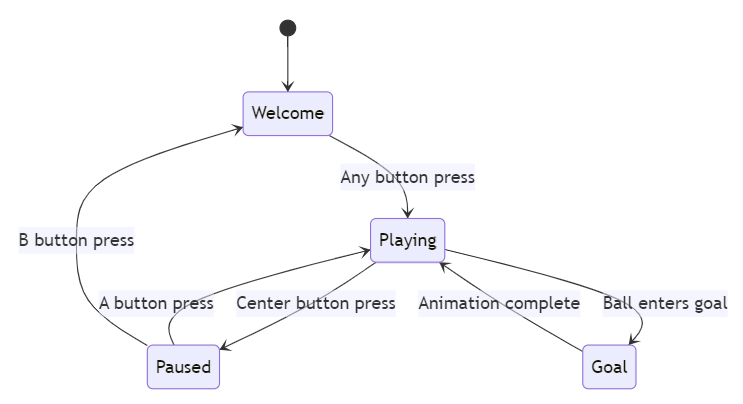 Welcome
Any button press
B button press
Playing
A button press
Center button press
Animation complete
Ball enters goal
Paused
Goal